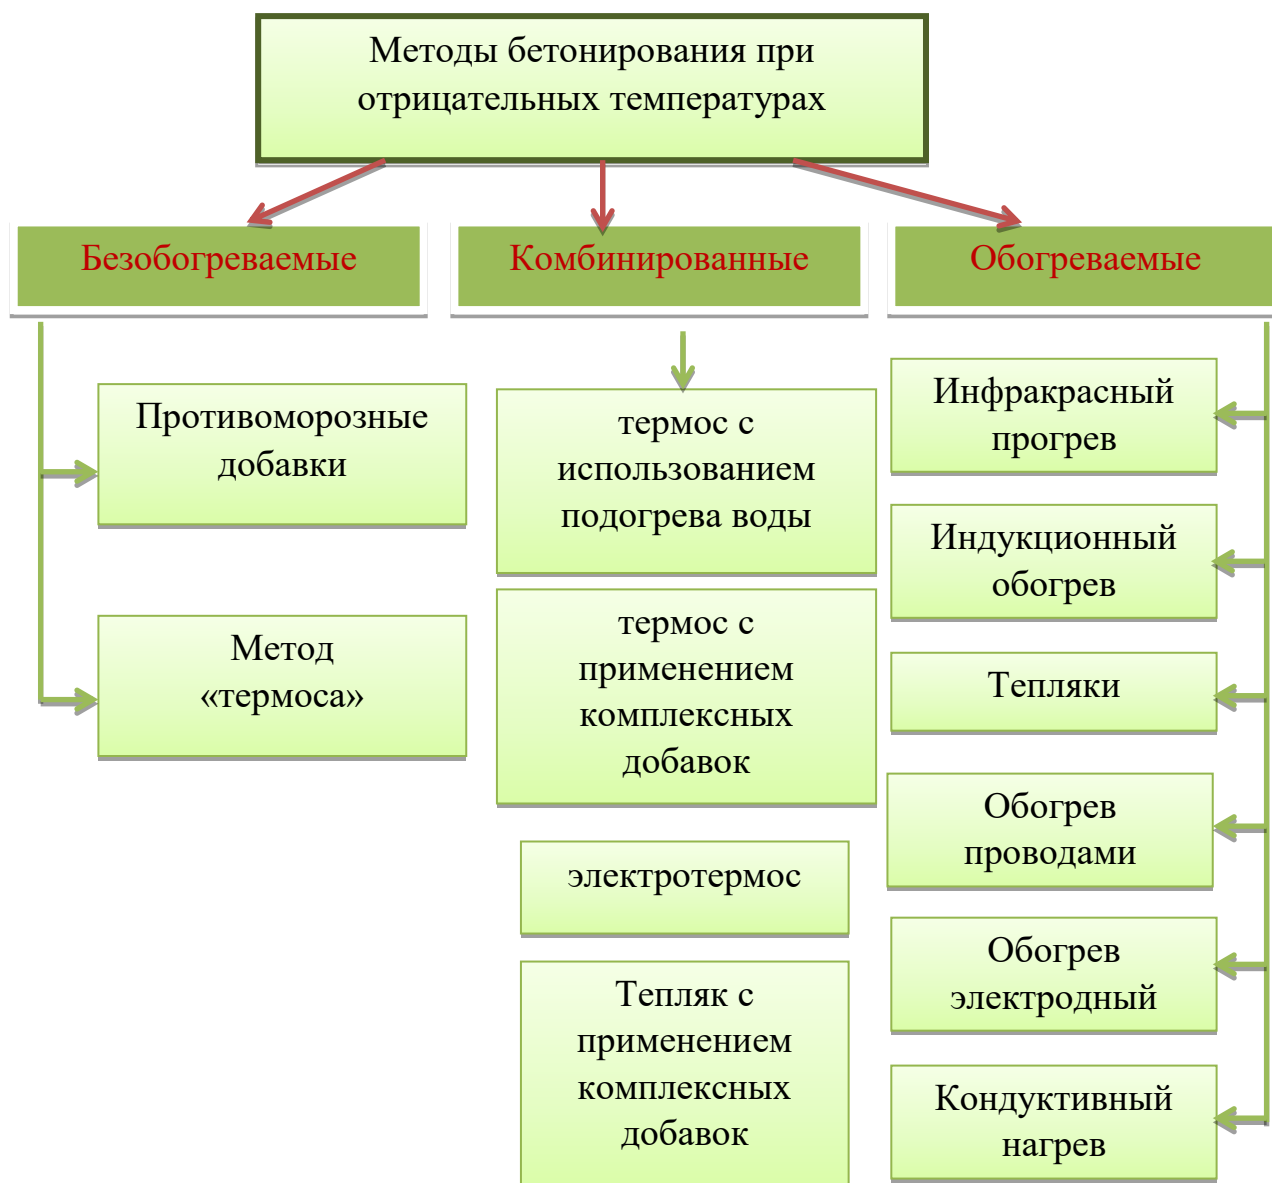 Методы бетонирования при
отрицательных температурах
Безобогреваемые
Комбинированные
Обогреваемые
Противоморозные
добавки
Метод
«термоса»
термос с
использованием
подогрева воды
термос с
применением
комплексных
добавок
электротермос
Тепляк с
применением
комплексных
добавок
Инфракрасный
прогрев
Индукционный
обогрев
Тепляки
Обогрев
проводами
Обогрев
электродный
Кондуктивный
нагрев